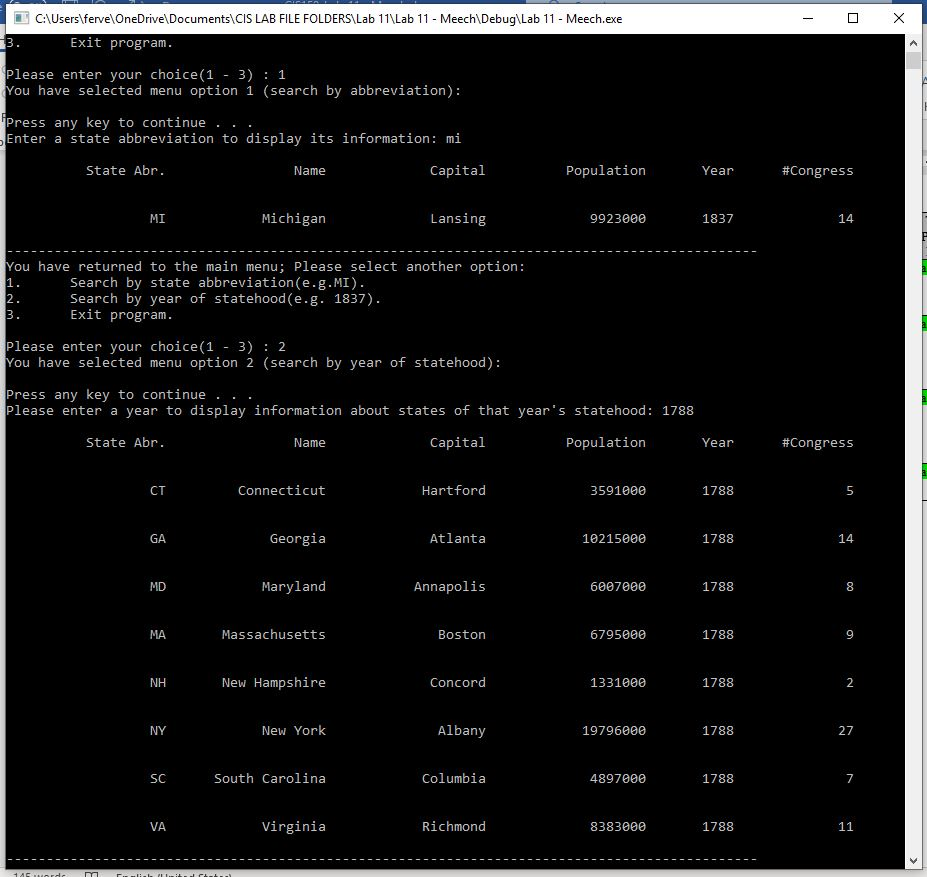 C:\Users\ferve\OneDrive\Documents\CIS LAB FILE FOLDERS\Lab 11\Lab 11 - Meech\Debug\Lab 11 - Meech.exe
3. Exit program.
Please enter your choice(1 - 3) : 1
You have selected menu option 1 (search by abbreviation):
Press any key to continue . . .
Enter a state abbreviation to display its information: mi
State Abr. Name Capital Population Year #Congress
MI Michigan Lansing 9923000 1837 14
-----------------------------------------------------------------------------------------------
You have returned to the main menu; Please select another option:
1. Search by state abbreviation(e.g.MI).
2. Search by year of statehood(e.g. 1837).
3. Exit program.
Please enter your choice(1 - 3) : 2
You have selected menu option 2 (search by year of statehood):
Press any key to continue . . .
Please enter a year to display information about states of that year's statehood: 1788
State Abr. Name Capital Population Year #Congress
CT Connecticut Hartford 3591000 1788 5
GA Georgia Atlanta 10215000 1788 14
MD Maryland Annapolis 6007000 1788 8
MA Massachusetts Boston 6795000 1788 9
NH New Hampshire Concord 1331000 1788 2
NY New York Albany 19796000 1788 27
SC South Carolina Columbia 4897000 1788 7
VA Virginia Richmond 8383000 1788 11
-----------------------------------------------------------------------------------------------
145 words English (United States)